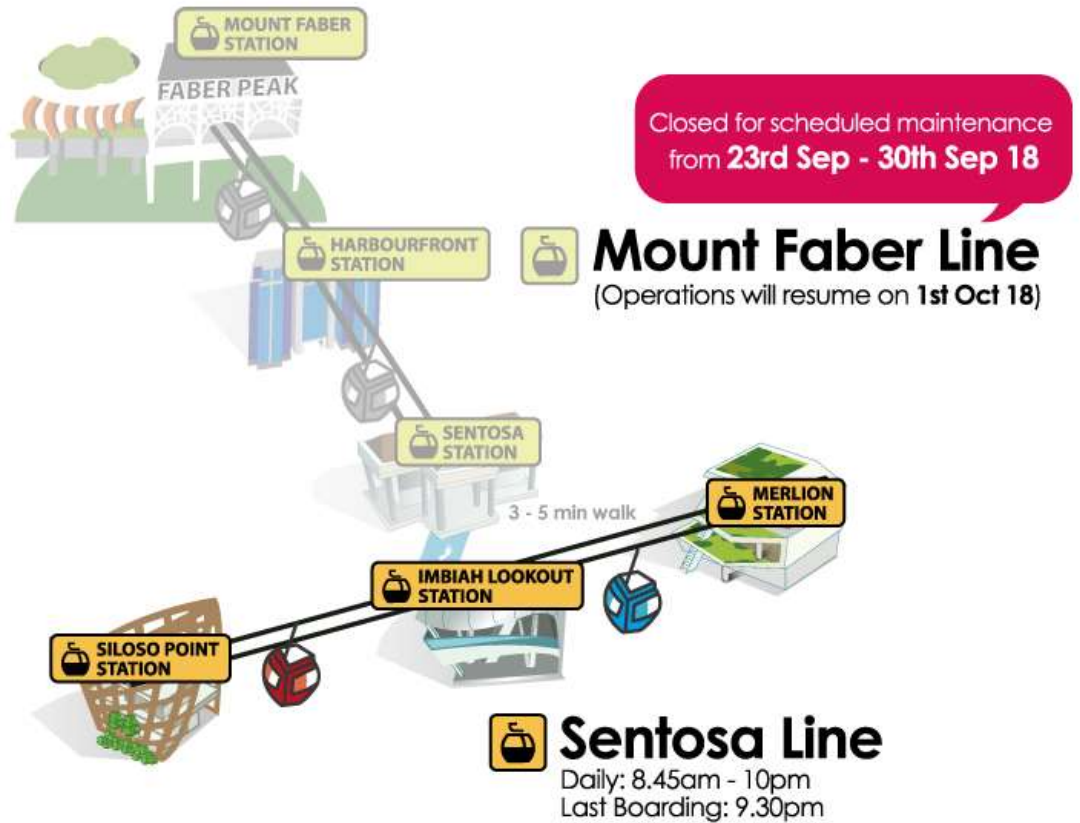 MOUNT FABER
STATION
FABER PEAK
Closed for scheduled maintenance
from 23rd Sep - 30th Sep 18
HARBOURFRONT
STATION
Mount Faber Line
(Operations will resume on 1st Oct 18)
SENTOSA
STATION
3 - 5 min walk
MERLION
STATION
IMBIAH LOOKOUT
STATION
SILOSO POINT
STATION
Sentosa Line
Daily: 8.45am - 10pm
Last Boarding: 9.30pm